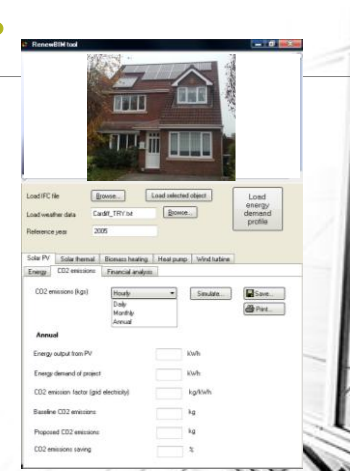 RenewBIM tool
Load IFC file
Browse...
Load selected object
Load energy demand profile
Load weather data
Cardiff_TRY.txt
Browse...
Reference year
2005
Solar PV
Solar thermal
Biomass heating
Heat pump
Wind turbine
Energy
CO2 emissions
Financial analysis
CO2 emissions (kgs)
Hourly
Simulate...
Save...
Daily
Monthly
Annual
Print...
Annual
Energy output from PV
kWh
Energy demand of project
kWh
CO2 emission factor (grid electricity)
kg/kWh
Baseline CO2 emissions
kg
Proposed CO2 emissions
kg
CO2 emissions saving
%